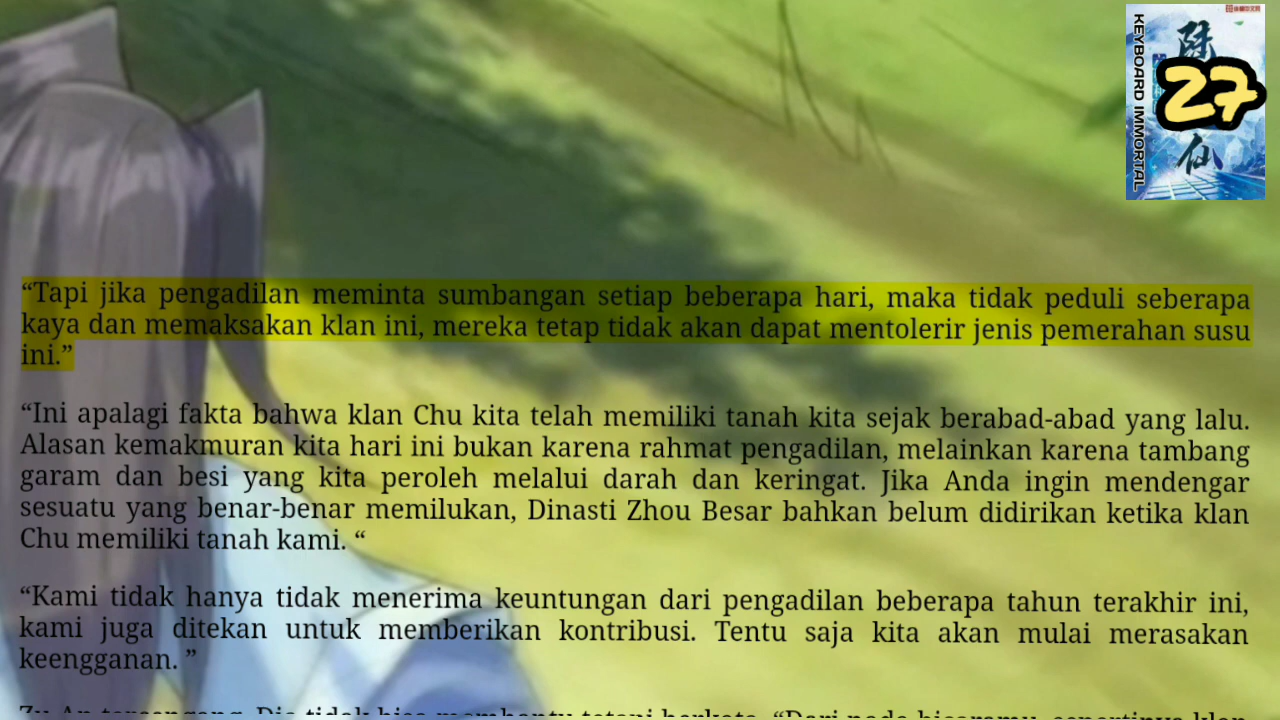 陸
27
仙
KEYBOARD IMMORTAL
“Tapi jika pengadilan meminta sumbangan setiap beberapa hari, maka tidak peduli seberapa
kaya dan memaksakan klan ini, mereka tetap tidak akan dapat mentolerir jenis pemerahan susu
ini.”
“Ini apalagi fakta bahwa klan Chu kita telah memiliki tanah kita sejak berabad-abad yang lalu.
Alasan kemakmuran kita hari ini bukan karena rahmat pengadilan, melainkan karena tambang
garam dan besi yang kita peroleh melalui darah dan keringat. Jika Anda ingin mendengar
sesuatu yang benar-benar memilukan, Dinasti Zhou Besar bahkan belum didirikan ketika klan
Chu memiliki tanah kami. “
“Kami tidak hanya tidak menerima keuntungan dari pengadilan beberapa tahun terakhir ini,
kami juga ditekan untuk memberikan kontribusi. Tentu saja kita akan mulai merasakan
keengganan. ”